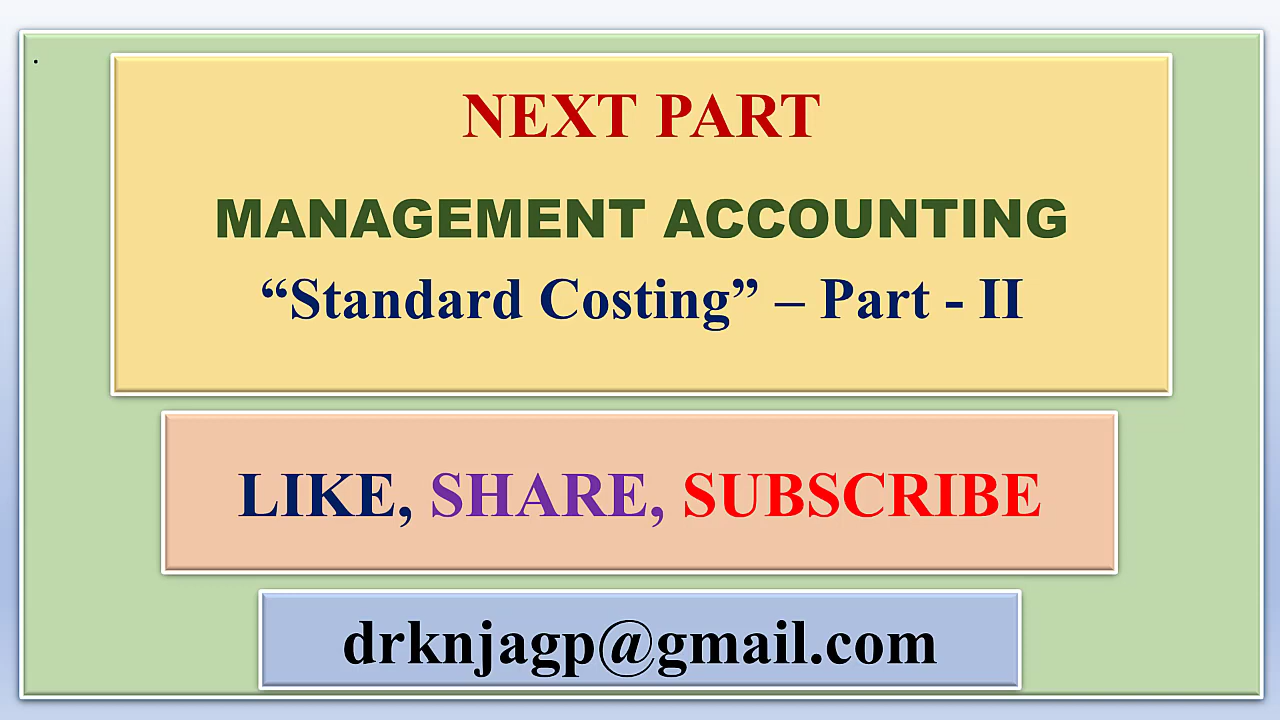 .
NEXT PART
MANAGEMENT ACCOUNTING
“Standard Costing” – Part - II
LIKE, SHARE, SUBSCRIBE
drknjagp@gmail.com